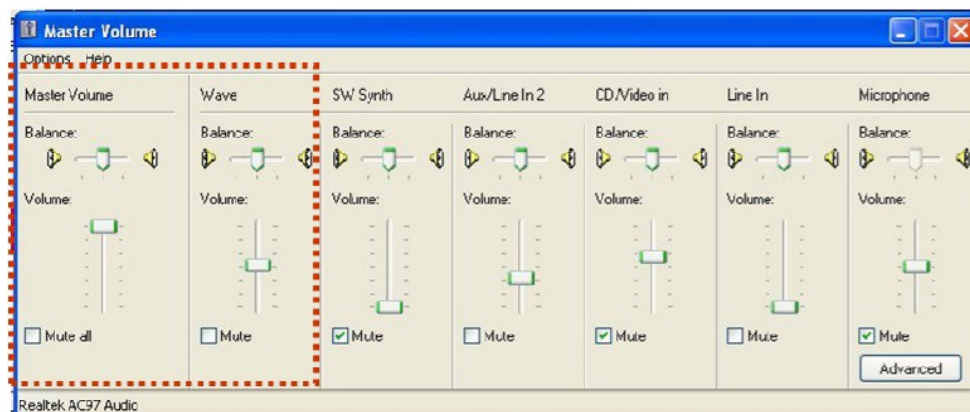 Master Volume
Options Help
Master Volume Wave SW Synth Aux/Line In 2 CD/Video in Line In Microphone
Balance: Balance: Balance: Balance: Balance: Balance: Balance:
Volume: Volume: Volume: Volume: Volume: Volume: Volume:
Mute all Mute Mute Mute Mute Mute Mute
Advanced
Realtek AC97 Audio